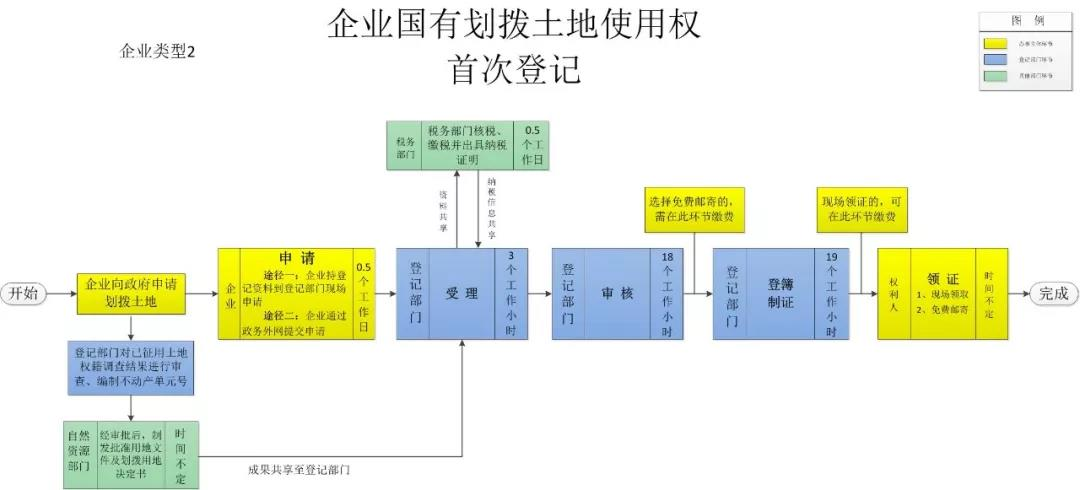 企业国有划拨土地使用权
首次登记
企业类型2
图 例
登记部门环节
其他部门环节
税务
部门
税务部门核税、
缴税并出具纳税
证明
0.5
个工作日
资料共享
纳税信息共享
选择免费邮寄的，
需在此环节缴费
现场领证的，可
在此环节缴费
开始
企业向政府申请
划拨土地
企业
申 请
途径一：企业持登
记资料到登记部门现场
申请
途径二：企业通过
政务外网提交申请
0.5
个工作日
登记部门
受 理
3
个工作小时
登记部门
审 核
18
个工作小时
登记部门
登簿
制证
19
个工作小时
权利人
领 证
1、现场领取
2、免费邮寄
时间不定
完成
登记部门对已征用土地
权籍调查结果进行审
查、编制不动产单元号
自然
资源
部门
经审批后，制
发批准用地文
件及划拨用地
决定书
时间不定
成果共享至登记部门